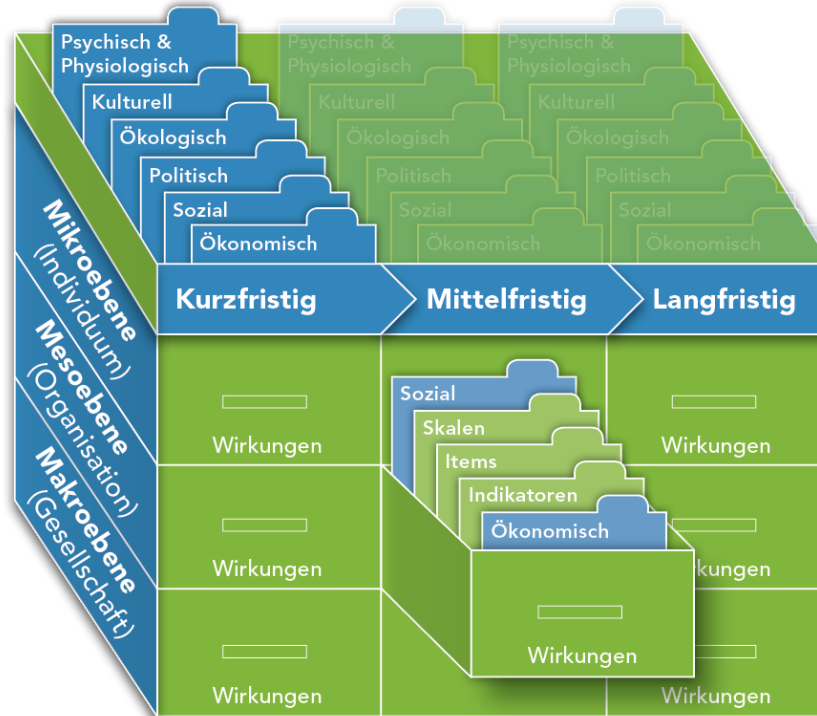 Psychisch &
Physiologisch
Kulturell
Ökologisch
Politisch
Sozial
Ökonomisch
Psychisch &
Physiologisch
Kulturell
Ökologisch
Politisch
Sozial
Ökonomisch
Psychisch &
Physiologisch
Kulturell
Ökologisch
Politisch
Sozial
Ökonomisch
Mikroebene
(Individuum)
Mesoebene
(Organisation)
Makroebene
(Gesellschaft)
Kurzfristig
Mittelfristig
Langfristig
Wirkungen
Wirkungen
Wirkungen
Sozial
Skalen
Items
Indikatoren
Ökonomisch
Wirkungen
Wirkungen
Wirkungen
Wirkungen